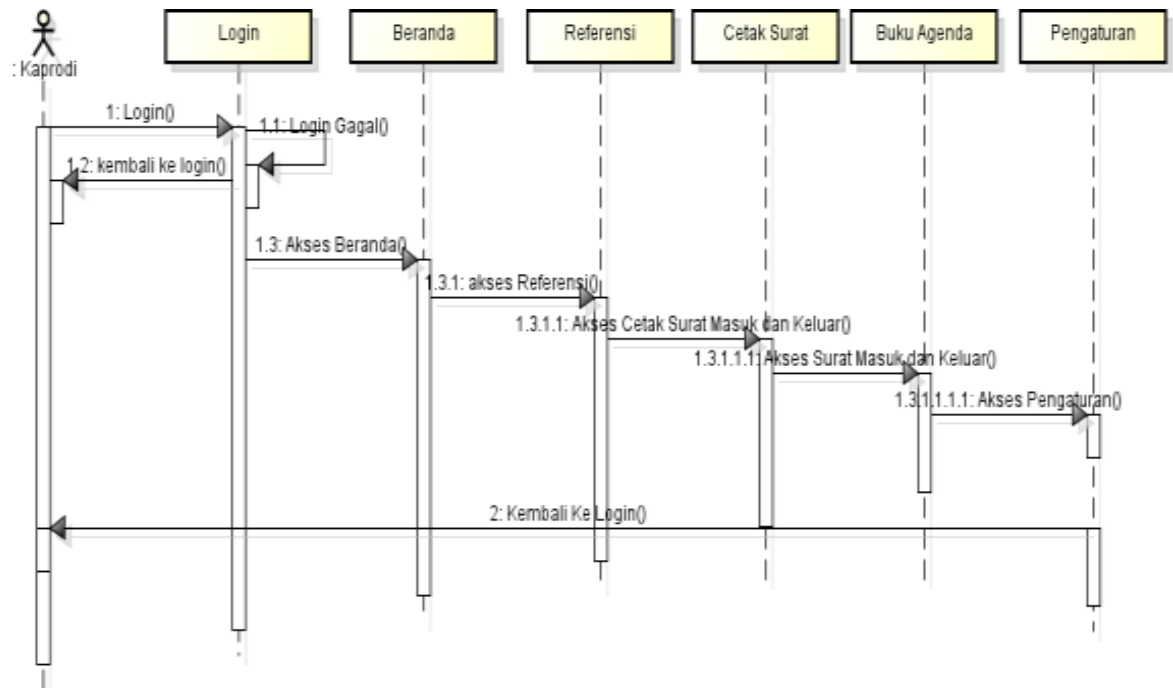 Login
Beranda
Referensi
Cetak Surat
Buku Agenda
Pengaturan
: Kaprodi
1: Login()
1.1: Login Gagal()
1.2: kembali ke login()
1.3: Akses Beranda()
1.3.1: akses Referensi()
1.3.1.1: Akses Cetak Surat Masuk dan Keluar()
1.3.1.1.1: Akses Surat Masuk dan Keluar()
1.3.1.1.1.1: Akses Pengaturan()
2: Kembali Ke Login()